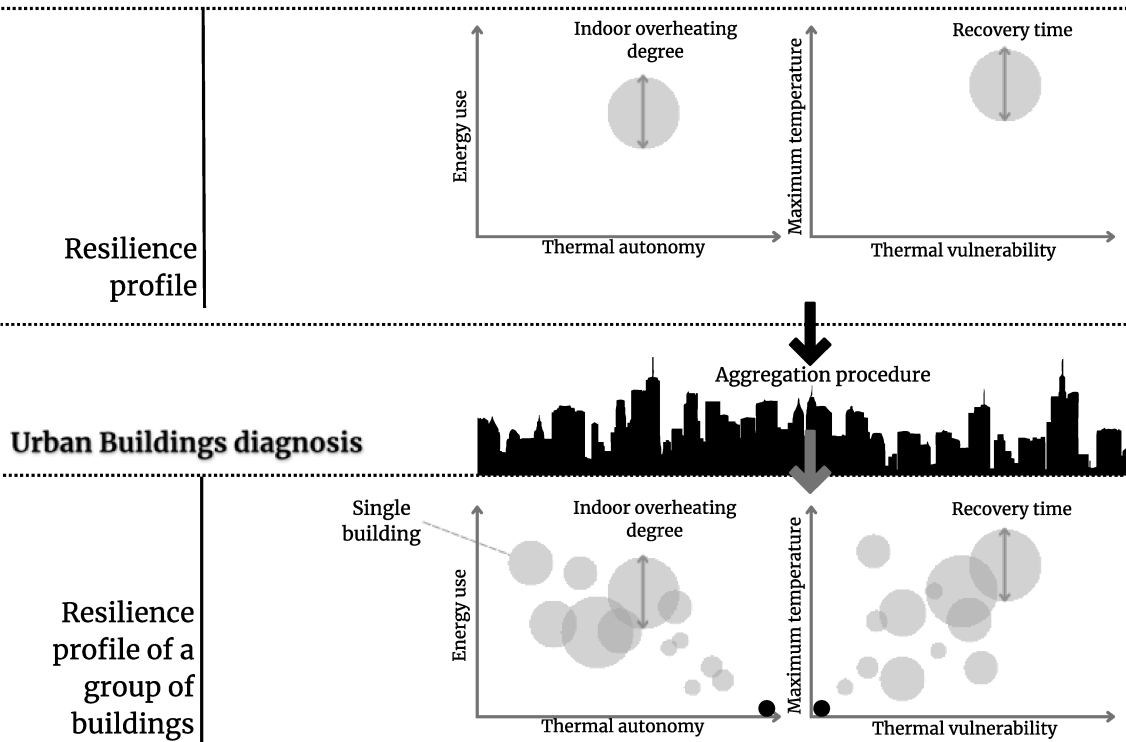 Indoor overheating
degree
Recovery time
Energy use
Maximum temperature
Thermal autonomy
Thermal vulnerability
Resilience
profile
Aggregation procedure
Urban Buildings diagnosis
Single
building
Indoor overheating
degree
Recovery time
Energy use
Maximum temperature
Thermal autonomy
Thermal vulnerability
Resilience
profile of a
group of
buildings